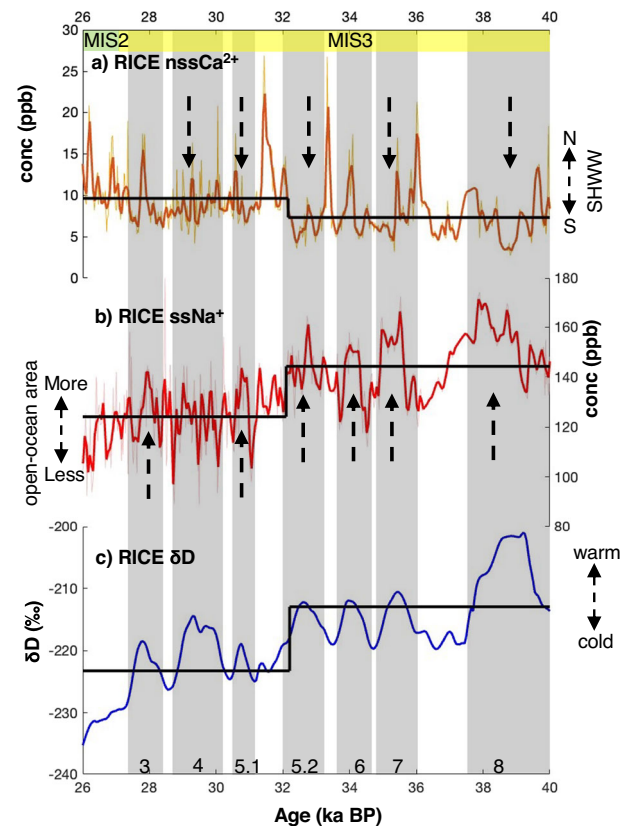 26 28 30 32 34 36 38 40
MIS2 MIS3
30
25
20
15
10
5
0
a) RICE nssCa²⁺
conc (ppb)
N
S
SHWW
180
160
140
120
100
80
b) RICE ssNa⁺
conc (ppb)
More
Less
open-ocean area
-200
-210
-220
-230
-240
c) RICE δD
δD (‰)
warm
cold
3 4 5.1 5.2 6 7 8
26 28 30 32 34 36 38 40
Age (ka BP)